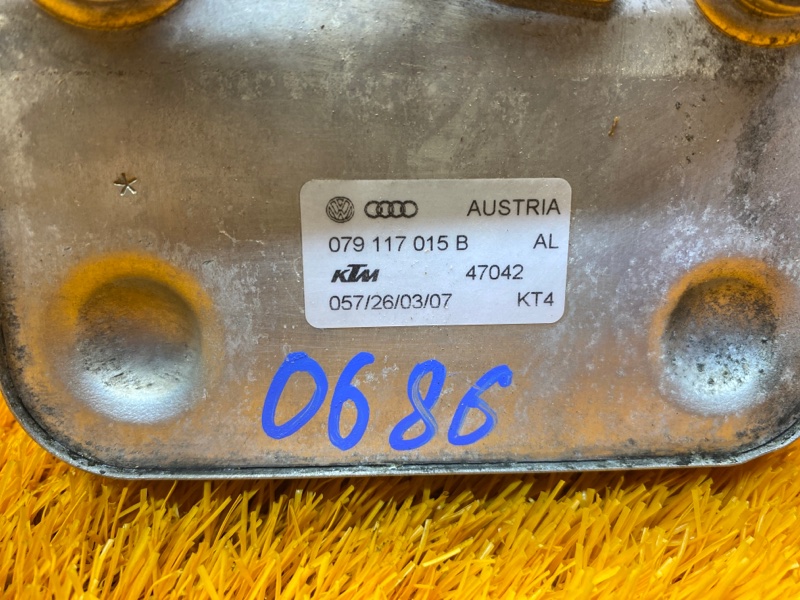 AUSTRIA
079 117 015 B AL
KTM 47042
057/26/03/07 KT4
0686